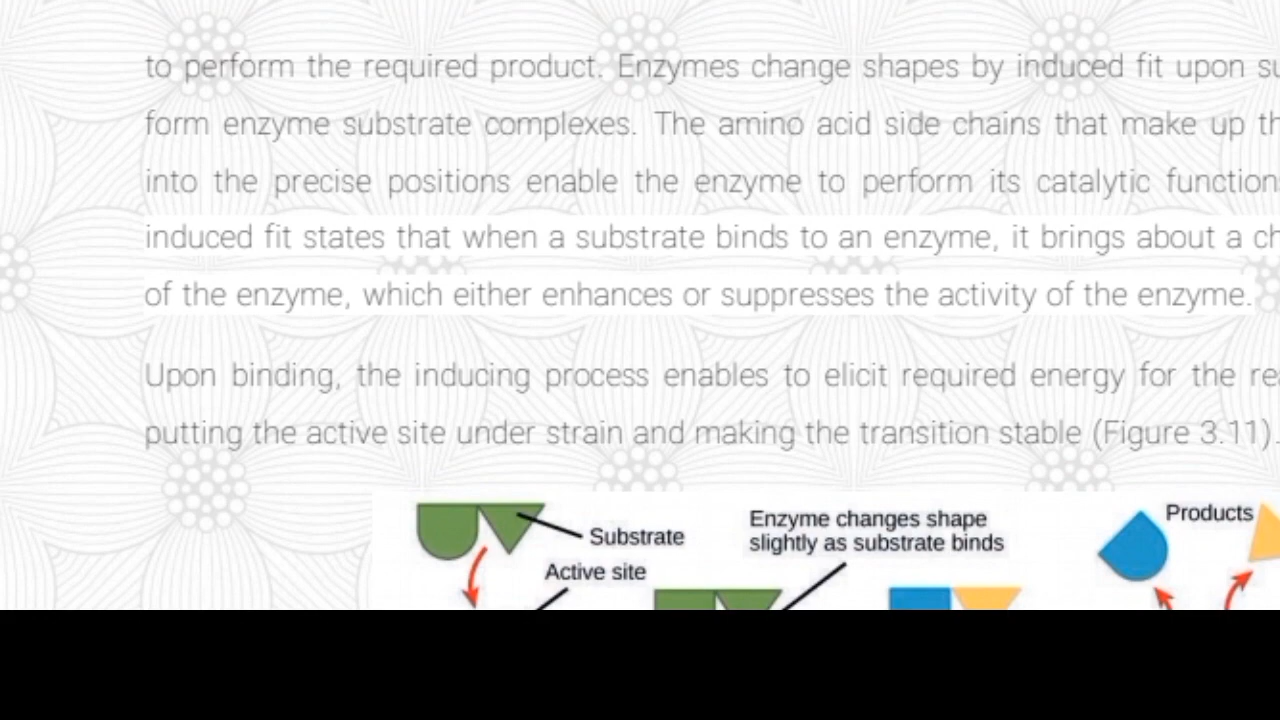 to perform the required product. Enzymes change shapes by induced fit upon su
form enzyme substrate complexes. The amino acid side chains that make up th
into the precise positions enable the enzyme to perform its catalytic function
induced fit states that when a substrate binds to an enzyme, it brings about a ch
of the enzyme, which either enhances or suppresses the activity of the enzyme.
Upon binding, the inducing process enables to elicit required energy for the rea
putting the active site under strain and making the transition stable (Figure 3.11).
Substrate
Active site
Enzyme changes shape
slightly as substrate binds
Products